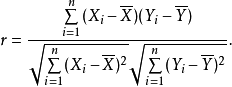 r = \frac{\sum_{i=1}^{n} (X_i - \overline{X})(Y_i - \overline{Y})}{\sqrt{\sum_{i=1}^{n} (X_i - \overline{X})^2} \sqrt{\sum_{i=1}^{n} (Y_i - \overline{Y})^2}}.